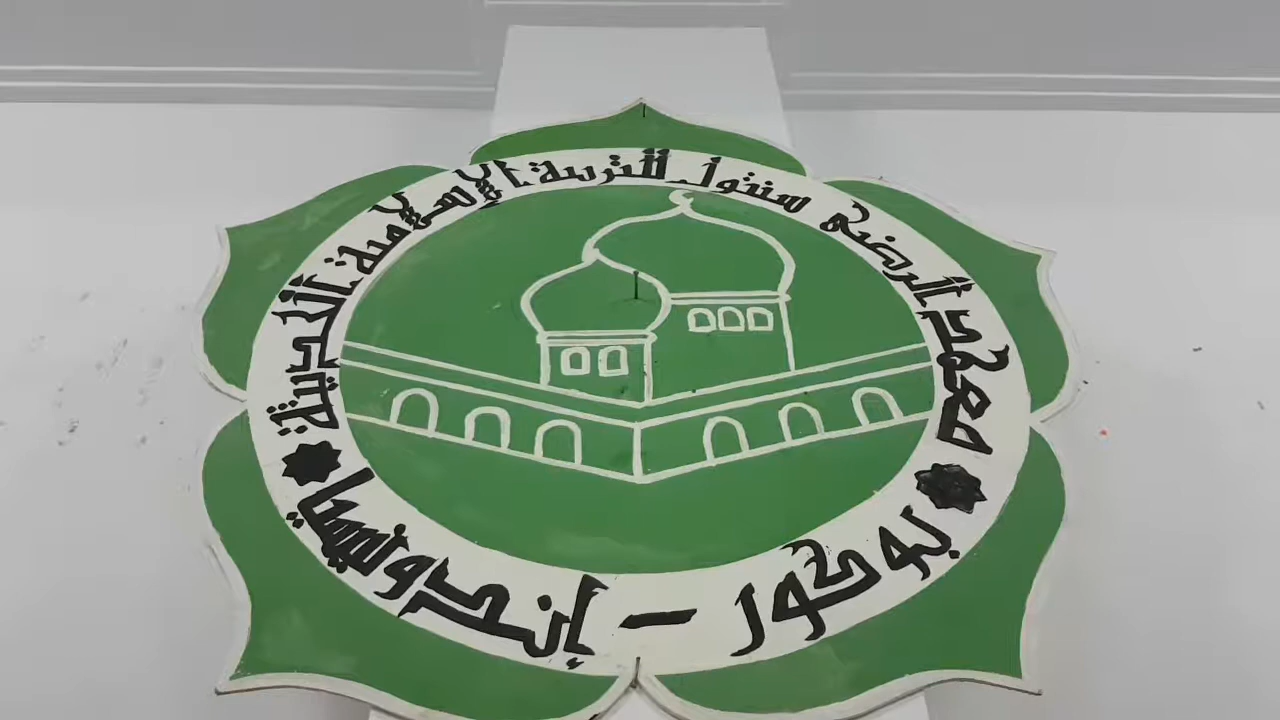 معهد الرضى سنتول للتربية الإسلامية الحديثة
بوكور - إندونيسيا